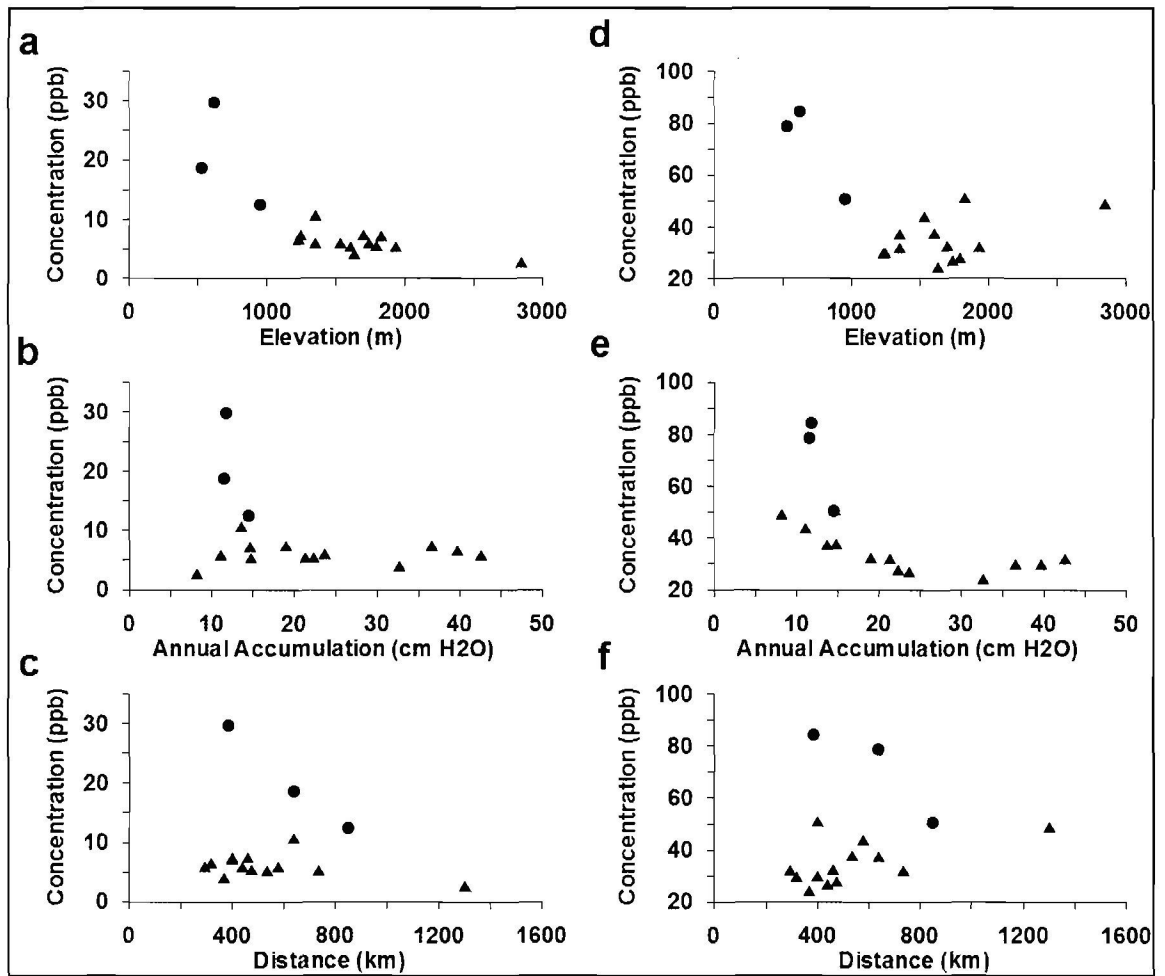 a
Concentration (ppb)
30
20
10
0
0 1000 2000 3000
Elevation (m)
b
Concentration (ppb)
30
20
10
0
0 10 20 30 40 50
Annual Accumulation (cm H2O)
c
Concentration (ppb)
30
20
10
0
0 400 800 1200 1600
Distance (km)
d
Concentration (ppb)
100
80
60
40
20
0 1000 2000 3000
Elevation (m)
e
Concentration (ppb)
100
80
60
40
20
0 10 20 30 40 50
Annual Accumulation (cm H2O)
f
Concentration (ppb)
100
80
60
40
20
0 400 800 1200 1600
Distance (km)